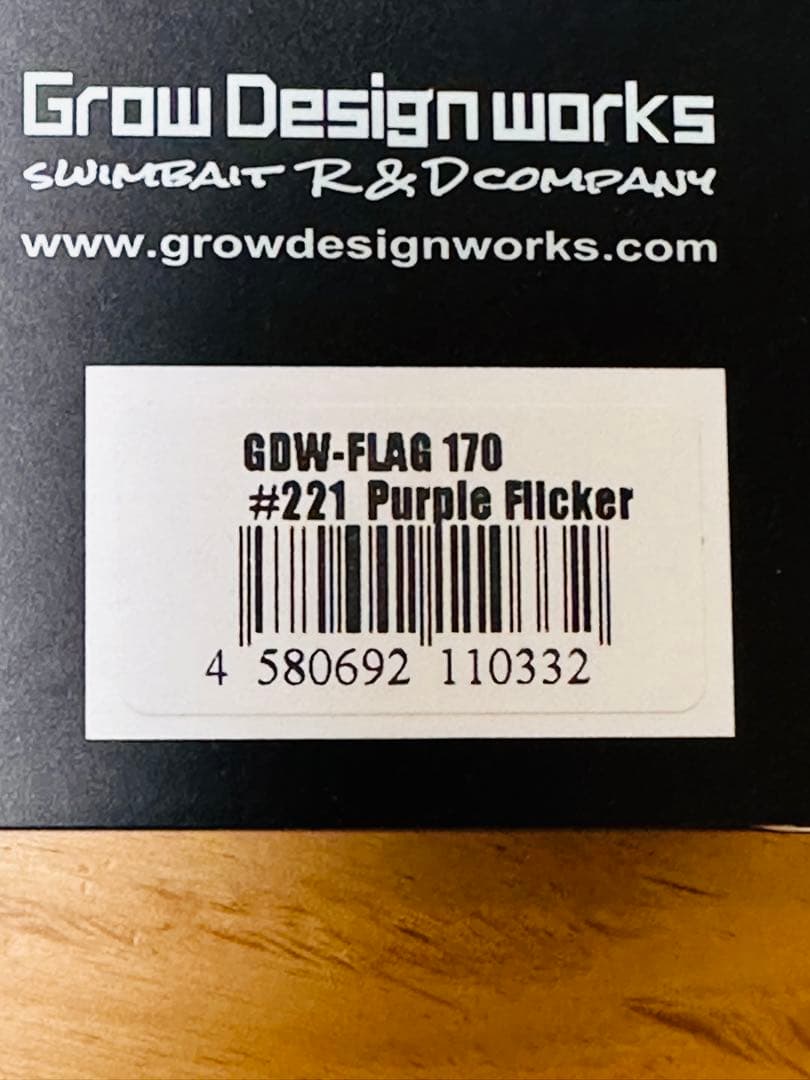 Grow Design works
SWIMBAIT R & D COMPANY
www.growdesignworks.com
GDW-FLAG 170
#221 Purple Flicker
4 580692 110332